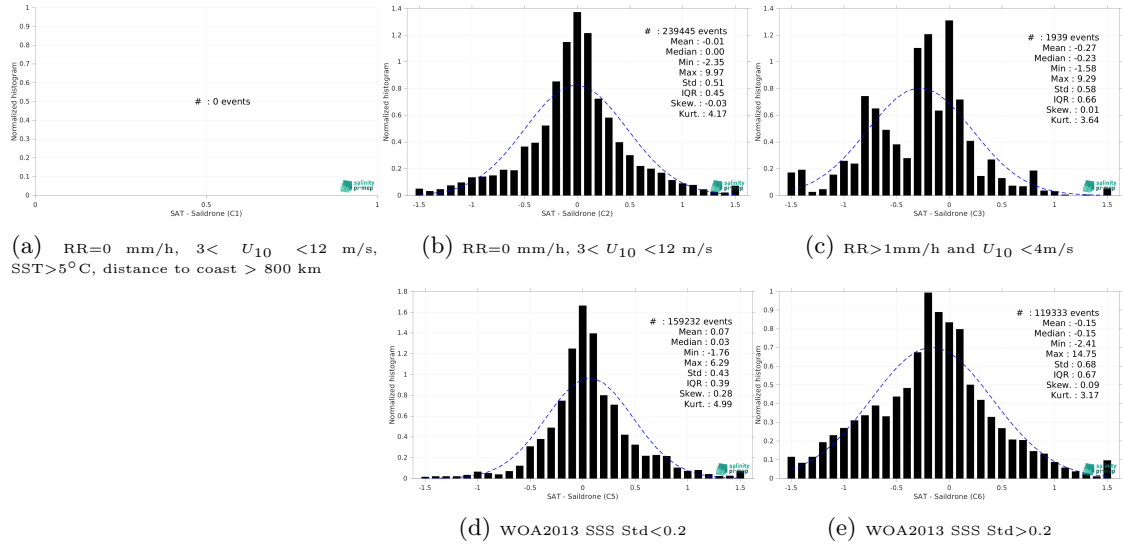 1
0.9
0.8
0.7
0.6
0.5
0.4
0.3
0.2
0.1
0
Normalized histogram
# : 0 events
salinity
pi-mep
0 0.5 1
SAT - Saildrone (C1)
(a) RR=0 mm/h, 3< U10 <12 m/s,
SST>5°C, distance to coast > 800 km
1.4
1.2
1
0.8
0.6
0.4
0.2
0
Normalized histogram
# : 239445 events
Mean : -0.01
Median : 0.00
Min : -2.35
Max : 9.97
Std : 0.51
IQR : 0.45
Skew. : -0.03
Kurt. : 4.17
salinity
pi-mep
-1.5 -1 -0.5 0 0.5 1 1.5
SAT - Saildrone (C2)
(b) RR=0 mm/h, 3< U10 <12 m/s
1.4
1.2
1
0.8
0.6
0.4
0.2
0
Normalized histogram
# : 1939 events
Mean : -0.27
Median : -0.23
Min : -1.58
Max : 9.29
Std : 0.58
IQR : 0.66
Skew. : 0.01
Kurt. : 3.64
salinity
pi-mep
-1.5 -1 -0.5 0 0.5 1 1.5
SAT - Saildrone (C3)
(c) RR>1mm/h and U10 <4m/s
1.8
1.6
1.4
1.2
1
0.8
0.6
0.4
0.2
0
Normalized histogram
# : 159232 events
Mean : 0.07
Median : 0.03
Min : -1.76
Max : 6.29
Std : 0.43
IQR : 0.39
Skew. : 0.28
Kurt. : 4.99
salinity
pi-mep
-1.5 -1 -0.5 0 0.5 1 1.5
SAT - Saildrone (C5)
(d) WOA2013 SSS Std<0.2
1
0.9
0.8
0.7
0.6
0.5
0.4
0.3
0.2
0.1
0
Normalized histogram
# : 119333 events
Mean : -0.15
Median : -0.15
Min : -2.41
Max : 14.75
Std : 0.68
IQR : 0.67
Skew. : 0.09
Kurt. : 3.17
salinity
pi-mep
-1.5 -1 -0.5 0 0.5 1 1.5
SAT - Saildrone (C6)
(e) WOA2013 SSS Std>0.2